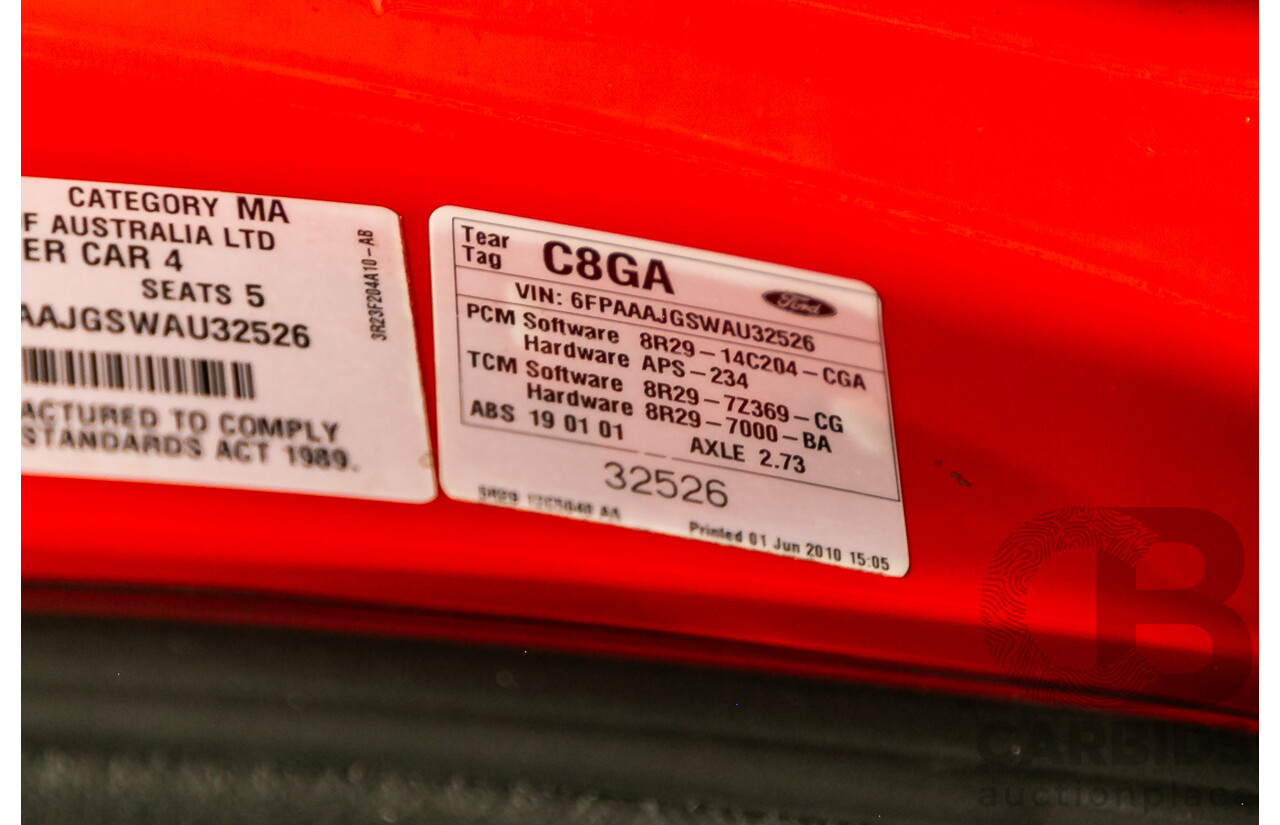 CATEGORY MA
F AUSTRALIA LTD
ER CAR 4
SEATS 5
AAJGSWAU32526
ACTURED TO COMPLY
STANDARDS ACT 1989.
3R23F204A10-AB
Tear Tag C8GA
Ford
VIN: 6FPAAAJGSWAU32526
PCM Software 8R29-14C204-CGA
Hardware APS-234
TCM Software 8R29-7Z369-CG
Hardware 8R29-7000-BA
ABS 19 01 01 AXLE 2.73
32526
Printed 01 Jun 2010 15:05
CB
CARBIDS
auctionplace